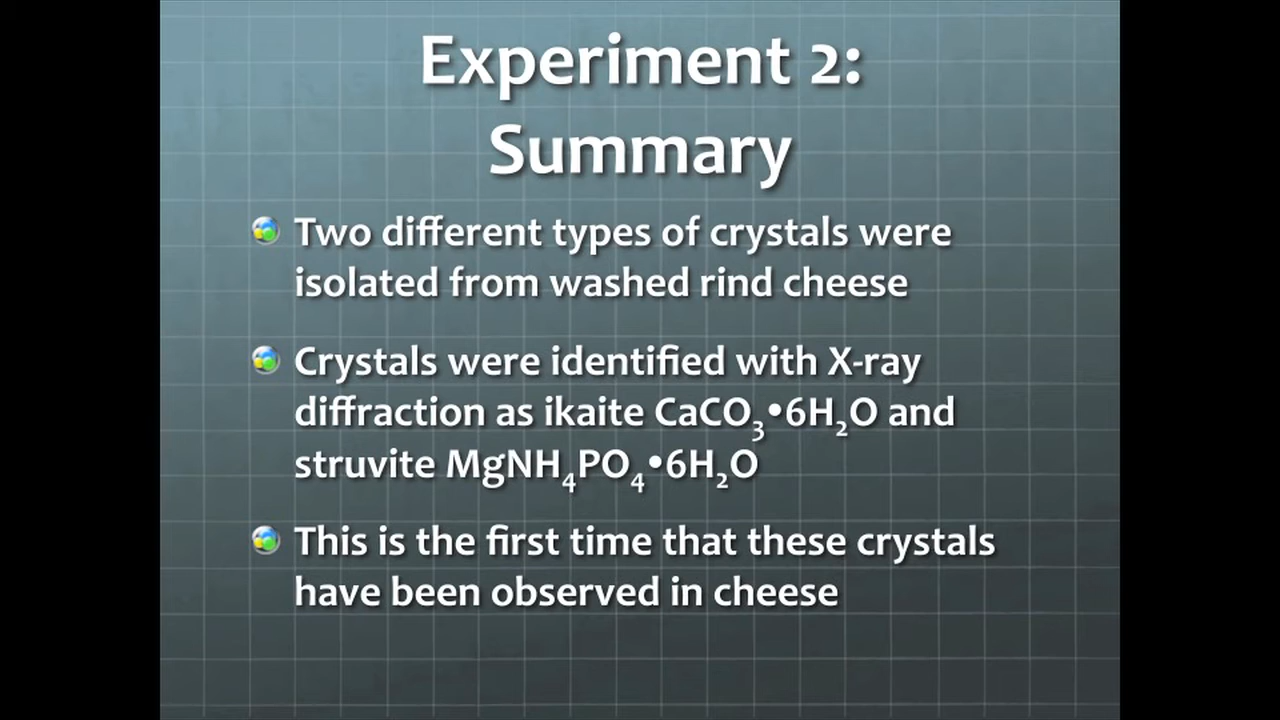 Experiment 2:
Summary
Two different types of crystals were
isolated from washed rind cheese
Crystals were identified with X-ray
diffraction as ikaite CaCO₃•6H₂O and
struvite MgNH₄PO₄•6H₂O
This is the first time that these crystals
have been observed in cheese